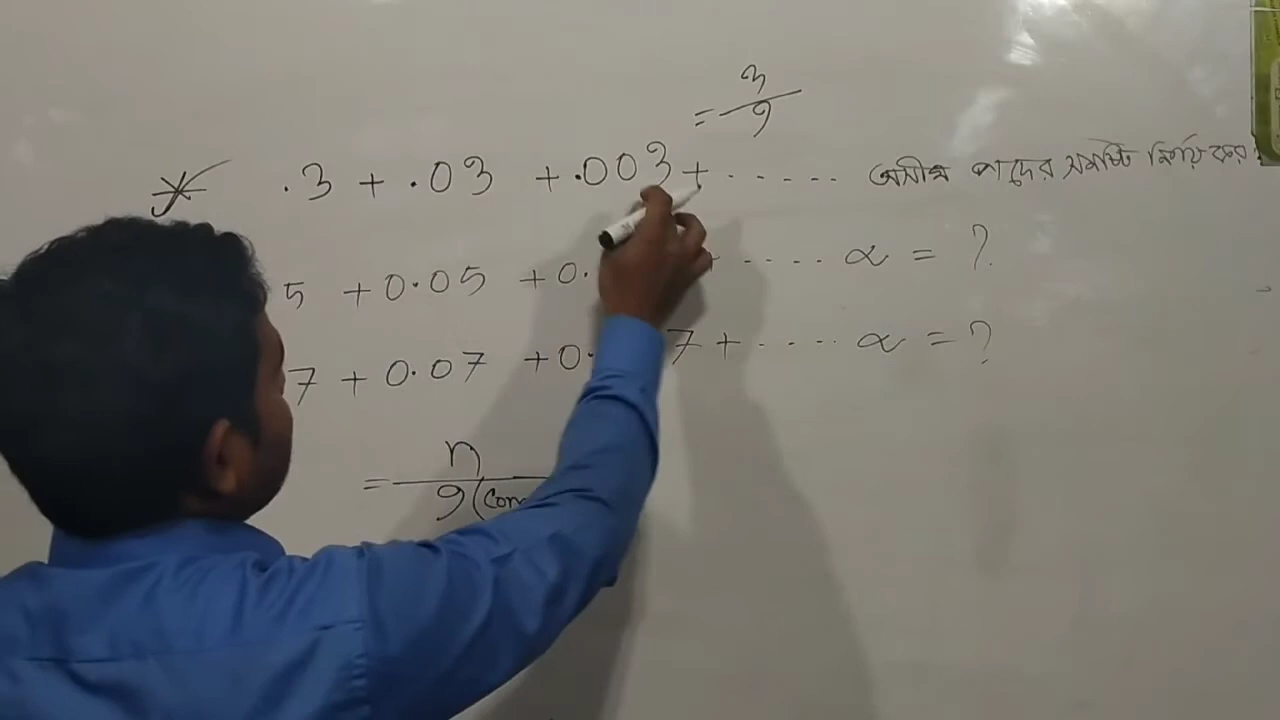 = 3/9
* .3 + .03 + .003 + ...... অসীম পদের সমষ্টি নির্ণয় কর।
5 + 0.05 + 0. + .... α = ?
7 + 0.07 + 0. 7 + .... α = ?
= n/9(com